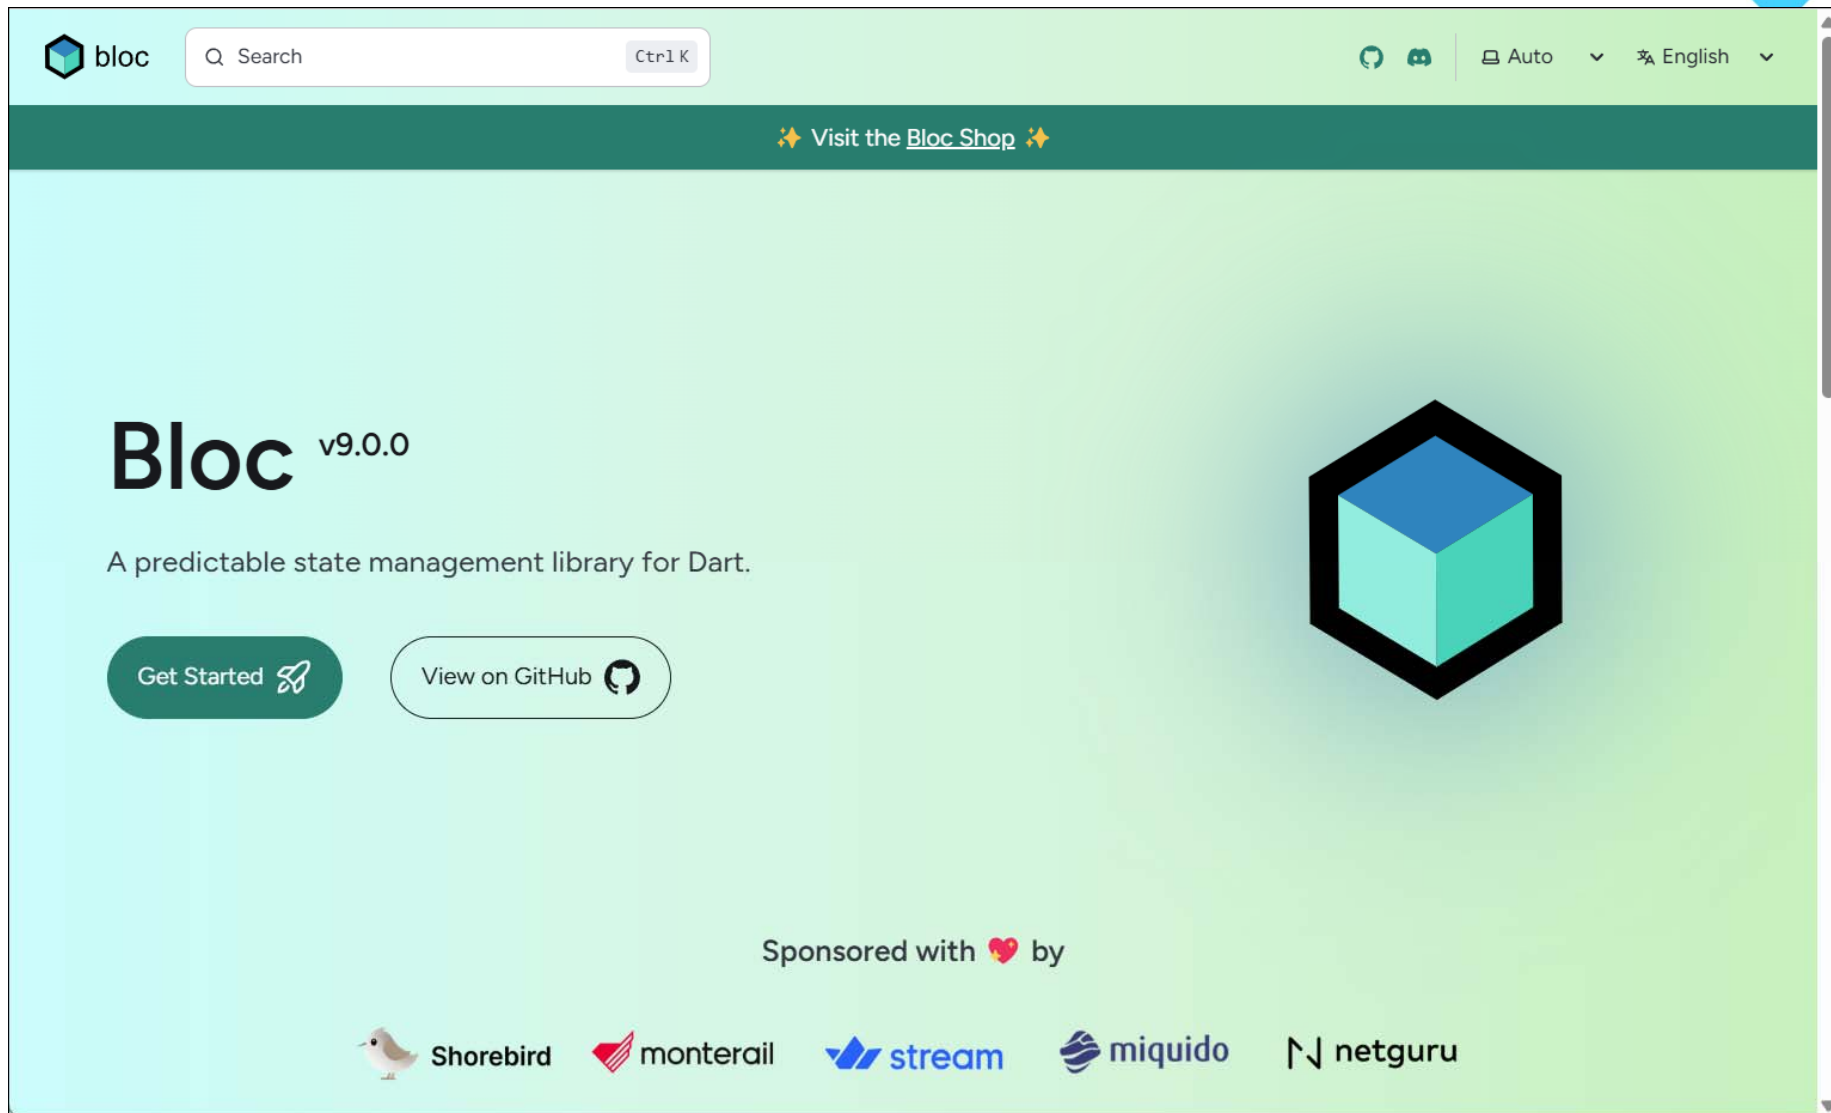 bloc
Search
Ctrl K
Auto
English
✨ Visit the Bloc Shop ✨
Bloc v9.0.0
A predictable state management library for Dart.
Get Started
View on GitHub
Sponsored with 💖 by
Shorebird
monterail
stream
miquido
netguru